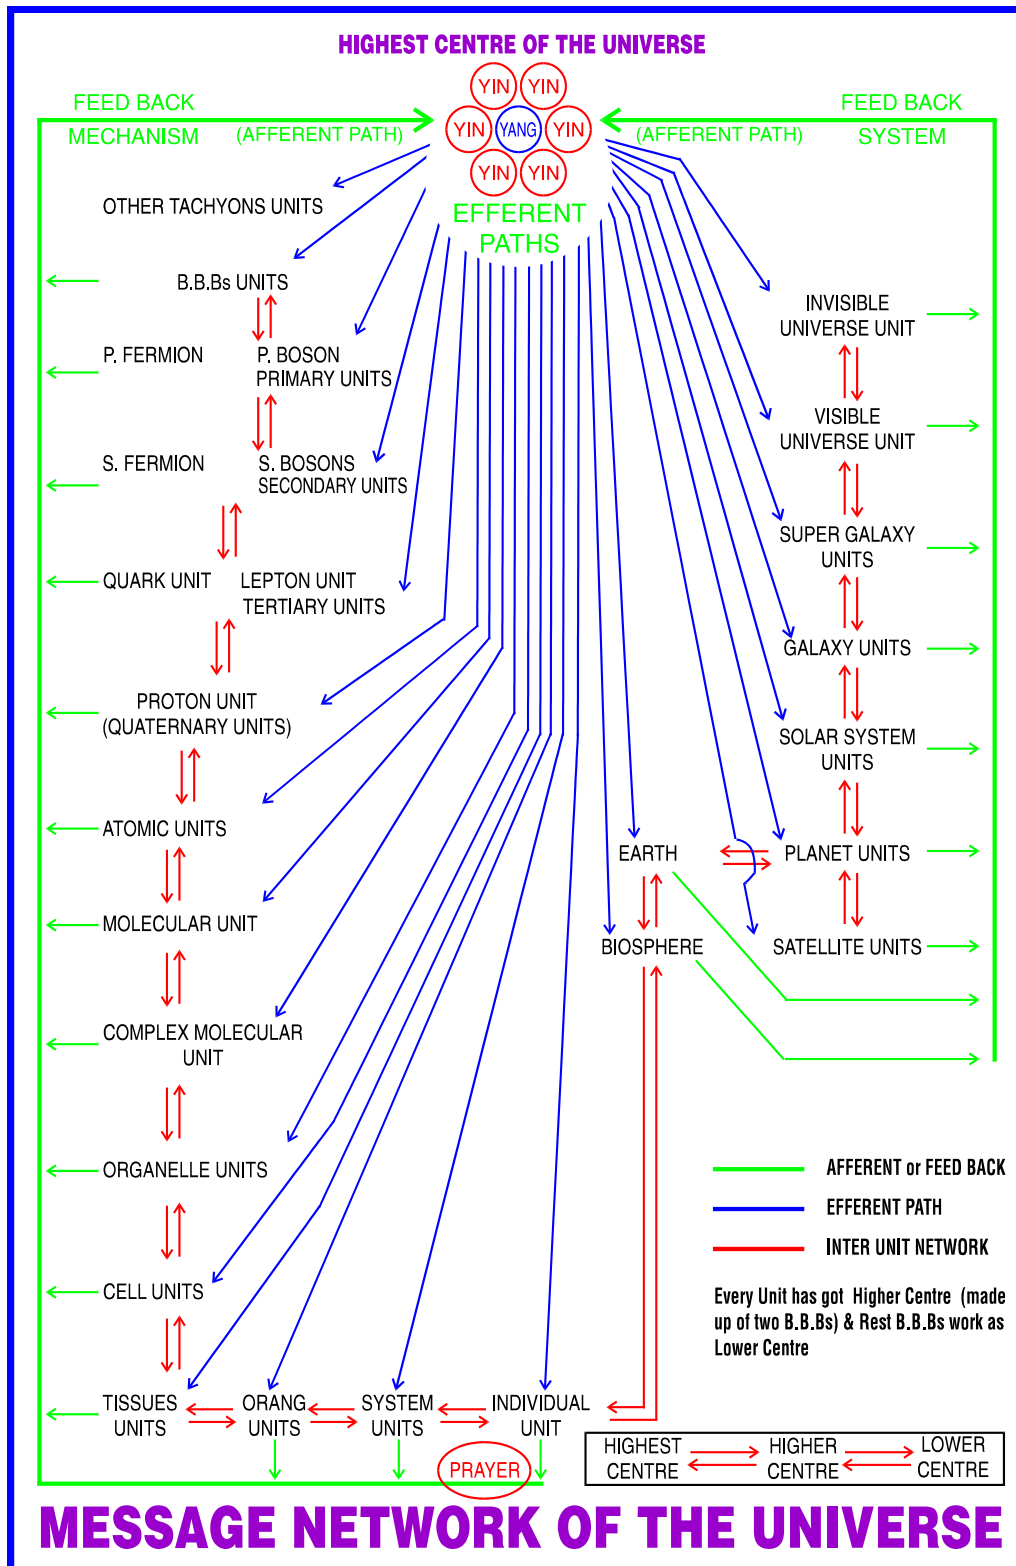 HIGHEST CENTRE OF THE UNIVERSE
YIN YIN
YIN YANG YIN
YIN YIN
FEED BACK
MECHANISM (AFFERENT PATH)
FEED BACK
(AFFERENT PATH) SYSTEM
EFFERENT
PATHS
OTHER TACHYONS UNITS
B.B.Bs UNITS
P. FERMION P. BOSON
PRIMARY UNITS
S. FERMION S. BOSONS
SECONDARY UNITS
QUARK UNIT LEPTON UNIT
TERTIARY UNITS
PROTON UNIT
(QUATERNARY UNITS)
ATOMIC UNITS
MOLECULAR UNIT
COMPLEX MOLECULAR
UNIT
ORGANELLE UNITS
CELL UNITS
TISSUES
UNITS
ORANG
UNITS
SYSTEM
UNITS
INDIVIDUAL
UNIT
PRAYER
INVISIBLE
UNIVERSE UNIT
VISIBLE
UNIVERSE UNIT
SUPER GALAXY
UNITS
GALAXY UNITS
SOLAR SYSTEM
UNITS
EARTH PLANET UNITS
BIOSPHERE SATELLITE UNITS
AFFERENT or FEED BACK
EFFERENT PATH
INTER UNIT NETWORK
Every Unit has got Higher Centre (made
up of two B.B.Bs) & Rest B.B.Bs work as
Lower Centre
HIGHEST HIGHER LOWER
CENTRE CENTRE CENTRE
MESSAGE NETWORK OF THE UNIVERSE